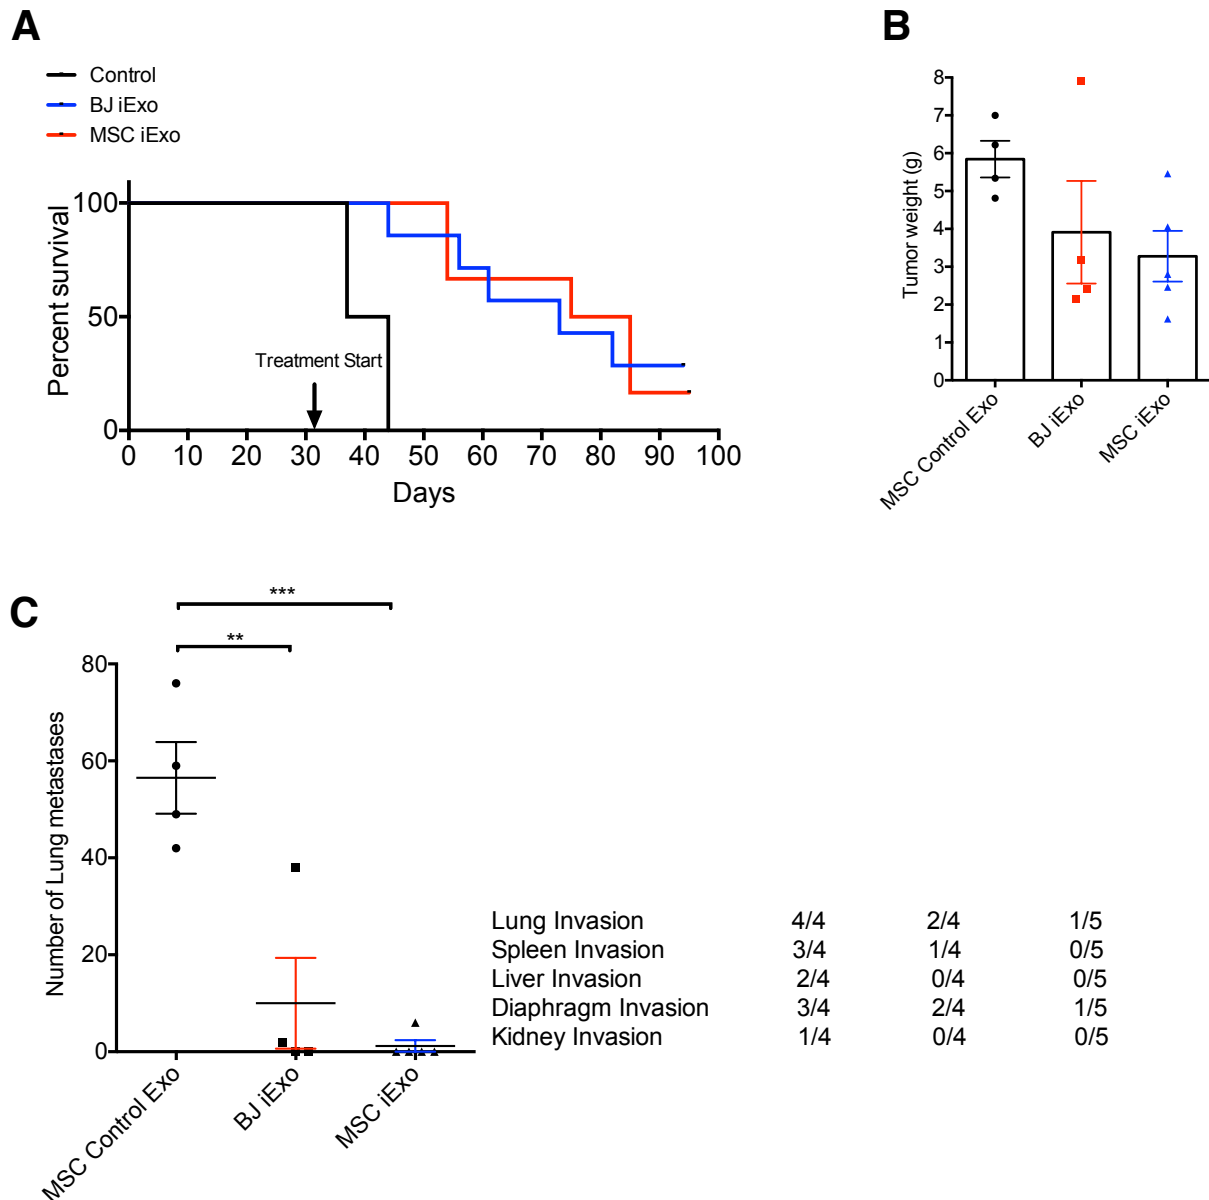 A
Control
BJ iExo
MSC iExo
Percent survival
100
50
0
Treatment Start
0 10 20 30 40 50 60 70 80 90 100
Days
B
Tumor weight (g)
8
7
6
5
4
3
2
1
0
MSC Control Exo
BJ iExo
MSC iExo
C
***
**
Number of Lung metastases
80
60
40
20
0
MSC Control Exo
BJ iExo
MSC iExo
Lung Invasion 4/4 2/4 1/5
Spleen Invasion 3/4 1/4 0/5
Liver Invasion 2/4 0/4 0/5
Diaphragm Invasion 3/4 2/4 1/5
Kidney Invasion 1/4 0/4 0/5